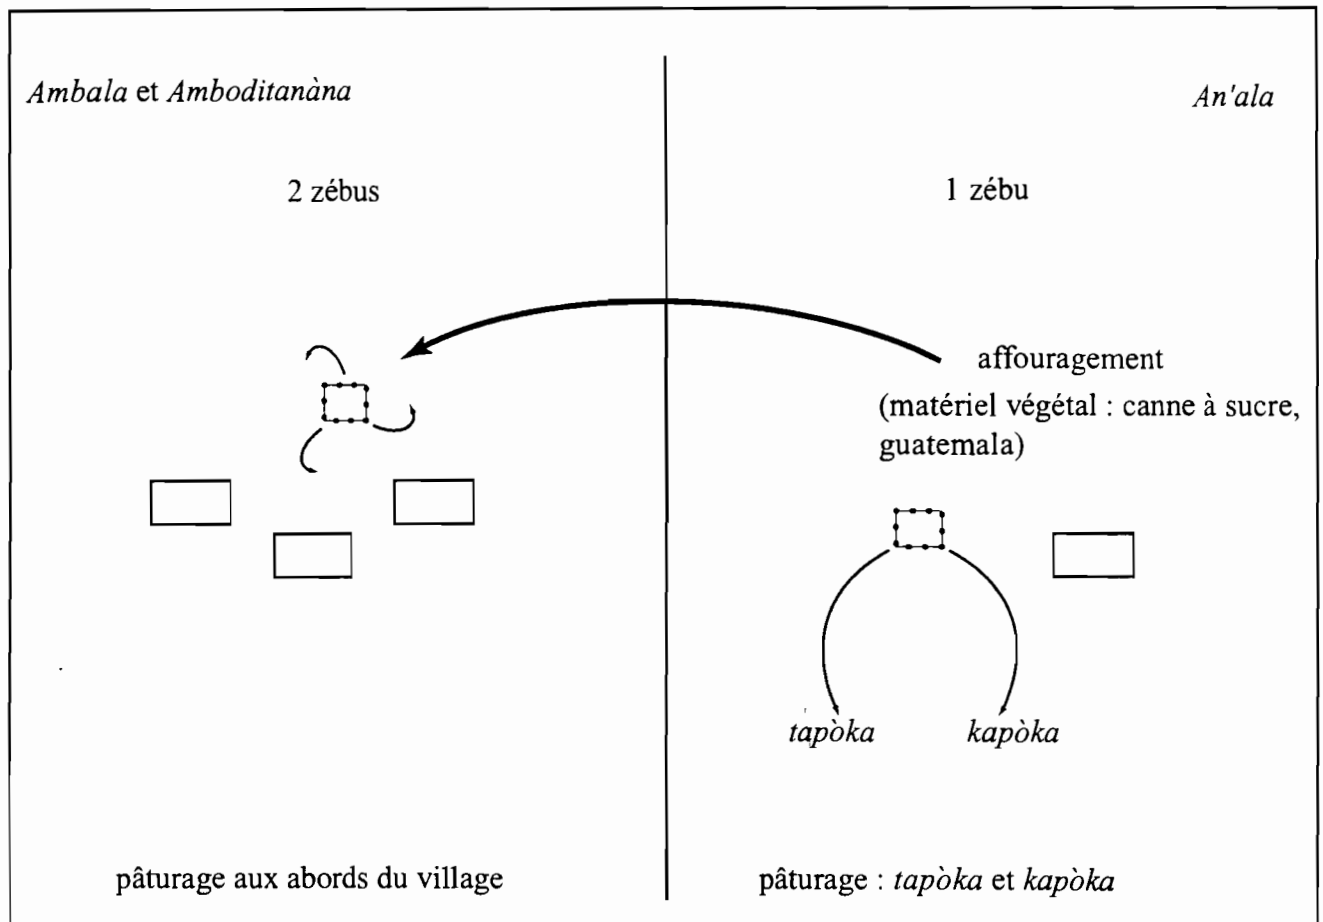 Ambala et Amboditanàna
An'ala
2 zébus
1 zébu
affouragement
(matériel végétal : canne à sucre,
guatemala)
tapòka
kapòka
pâturage aux abords du village
pâturage : tapòka et kapòka